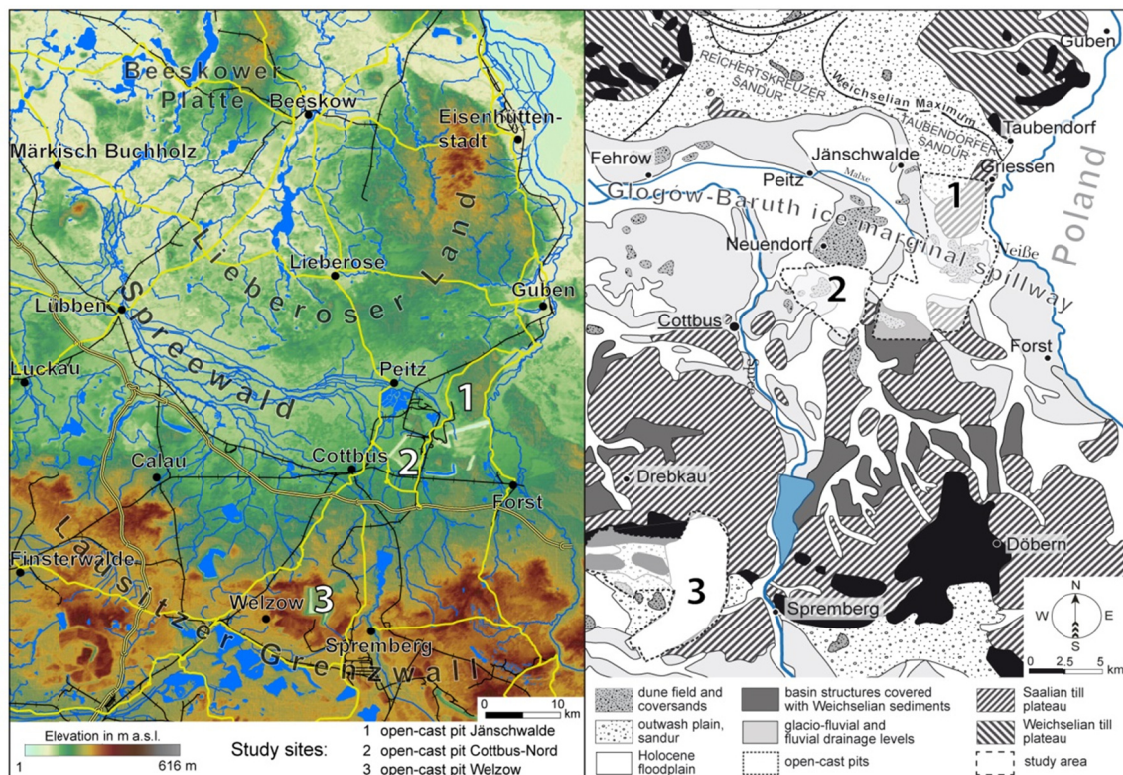 Beeskower
Platte
Beeskow
Eisenhütten-
stadt
Märkisch Buchholz
Lieberoser Land
Lieberose
Guben
Lübben
Spreewald
Luckau
Peitz
1
2
Cottbus
Calau
Forst
Lausitzer Grenzwall
Finsterwalde
Welzow
3
Spremberg
0 10
km
Elevation in m a.s.l.
1 616 m
Study sites:
1 open-cast pit Jänschwalde
2 open-cast pit Cottbus-Nord
3 open-cast pit Welzow
Guben
REICHERTSKREUZER
SANDUR
Weichselian Maximum
TAUBENDORFER
SANDUR
Taubendorf
Fehrow
Jänschwalde
Peitz
Malxe
Griessen
1
Poland
Głogów-Baruth ice marginal spillway
Neiße
Neuendorf
2
Cottbus
Spree
Forst
Drebkau
Döbern
3
Spremberg
N
W E
S
0 2.5 5
km
dune field and
coversands
outwash plain,
sandur
Holocene
floodplain
basin structures covered
with Weichselian sediments
glacio-fluvial and
fluvial drainage levels
open-cast pits
Saalian till
plateau
Weichselian till
plateau
study area